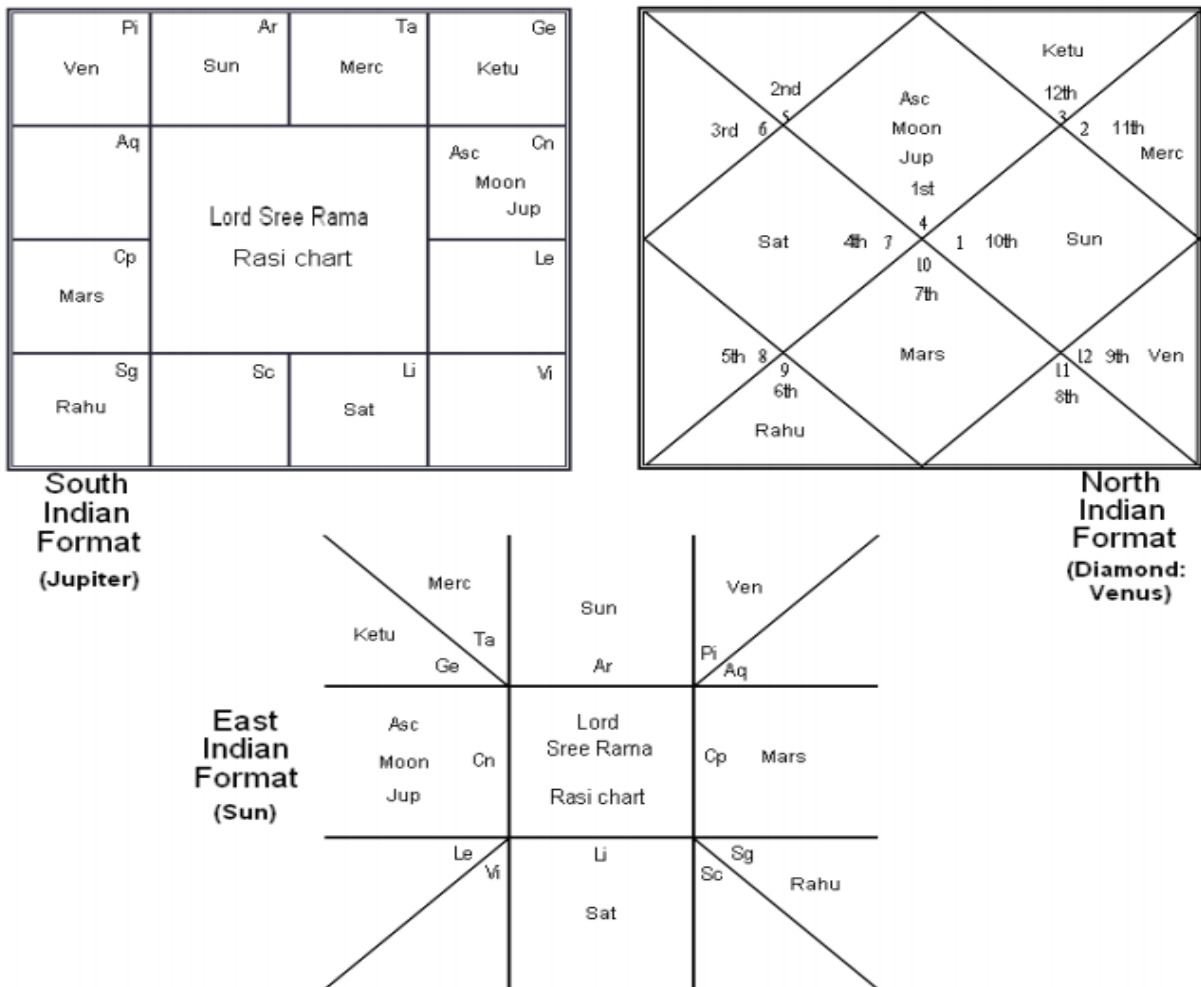 Pi
Ven
Ar
Sun
Ta
Merc
Ge
Ketu
Aq
Cn
Asc
Moon
Jup
Lord Sree Rama
Rasi chart
Cp
Mars
Le
Sg
Rahu
Sc
Li
Sat
Vi
South
Indian
Format
(Jupiter)
Ketu
12th
3
2nd
5
Asc
Moon
Jup
1st
4
3rd 6
2 11th
Merc
Sat 4th 7
1 10th Sun
10
7th
Mars
5th 8
9
6th
Rahu
12 9th Ven
11
8th
North
Indian
Format
(Diamond:
Venus)
Merc
Ta
Ketu
Ge
Sun
Ar
Ven
Pi
Aq
East
Indian
Format
(Sun)
Asc
Moon Cn
Jup
Lord
Sree Rama
Rasi chart
Cp Mars
Le
Vi
Li
Sat
Sg
Sc
Rahu